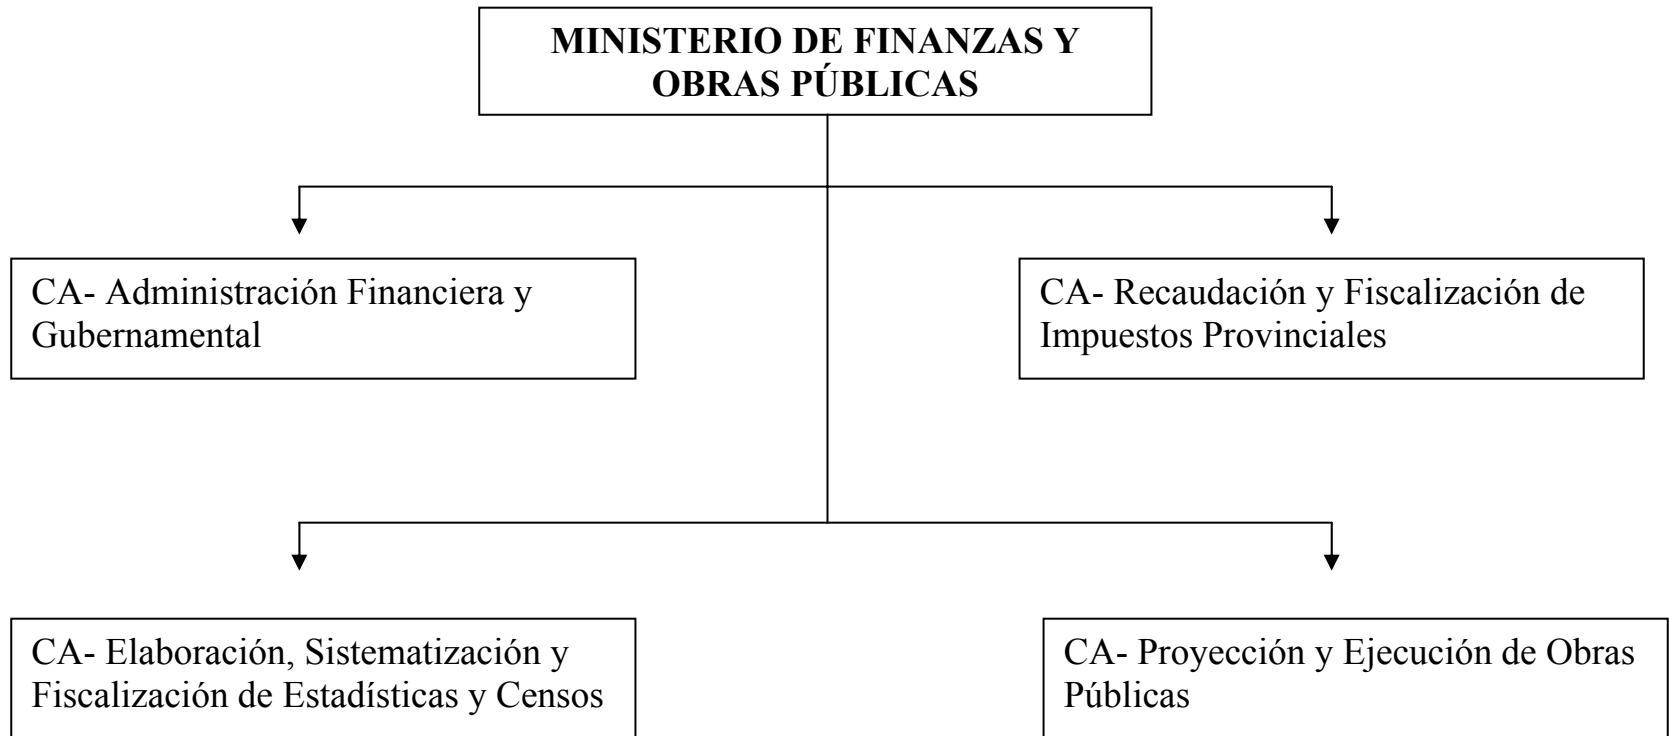 MINISTERIO DE FINANZAS Y
OBRAS PÚBLICAS
CA- Administración Financiera y
Gubernamental
CA- Recaudación y Fiscalización de
Impuestos Provinciales
CA- Elaboración, Sistematización y
Fiscalización de Estadísticas y Censos
CA- Proyección y Ejecución de Obras
Públicas